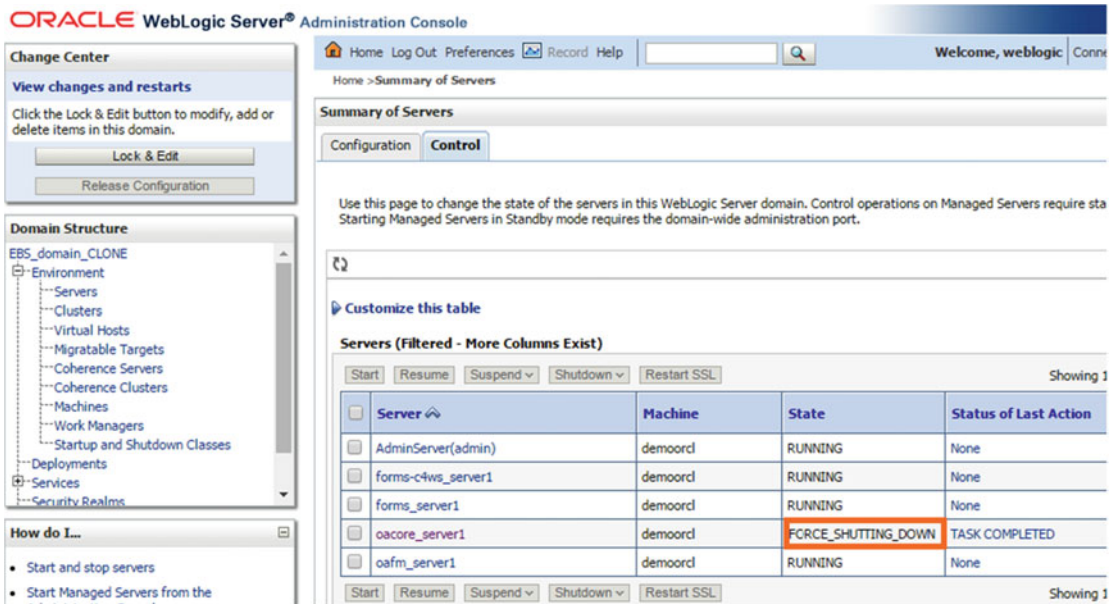 ORACLE WebLogic Server® Administration Console
Change Center
View changes and restarts
Click the Lock & Edit button to modify, add or
delete items in this domain.
Lock & Edit
Release Configuration
Domain Structure
EBS_domain_CLONE
Environment
Servers
Clusters
Virtual Hosts
Migratable Targets
Coherence Servers
Coherence Clusters
Machines
Work Managers
Startup and Shutdown Classes
Deployments
Services
Security Realms
How do I...
Start and stop servers
Start Managed Servers from the
Home Log Out Preferences Record Help
Welcome, weblogic
Home >Summary of Servers
Summary of Servers
Configuration Control
Use this page to change the state of the servers in this WebLogic Server domain. Control operations on Managed Servers require sta
Starting Managed Servers in Standby mode requires the domain-wide administration port.
Customize this table
Servers (Filtered - More Columns Exist)
Start Resume Suspend Shutdown Restart SSL Showing 1
Server Machine State Status of Last Action
AdminServer(admin) demoorcl RUNNING None
forms-c4ws_server1 demoorcl RUNNING None
forms_server1 demoorcl RUNNING None
oacore_server1 demoorcl FORCE_SHUTTING_DOWN TASK COMPLETED
oafm_server1 demoorcl RUNNING None
Start Resume Suspend Shutdown Restart SSL Showing 1